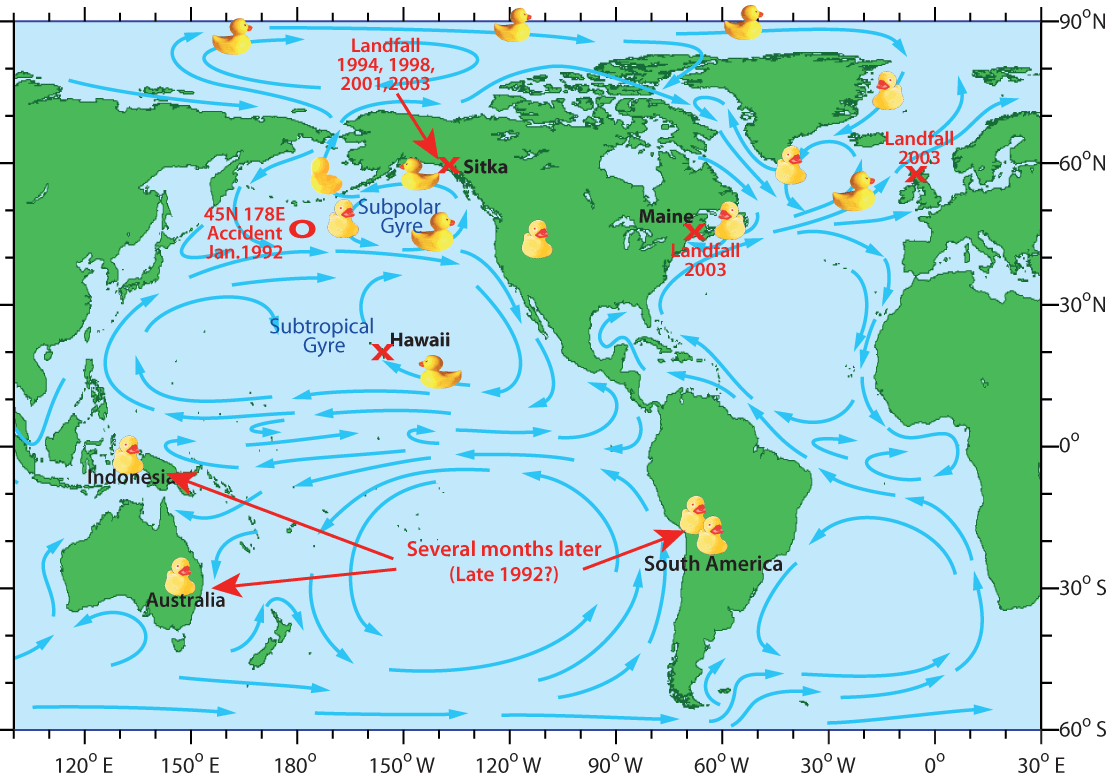 90°N
Landfall
1994, 1998,
2001,2003
Landfall
2003
60°N
Sitka
45N 178E
Accident
Jan.1992
Subpolar
Gyre
Maine
Landfall
2003
30°N
Subtropical
Gyre
Hawaii
0°
Indonesia
Several months later
(Late 1992?)
South America
Australia
30° S
60° S
120° E 150° E 180° 150° W 120° W 90° W 60° W 30° W 0° 30° E